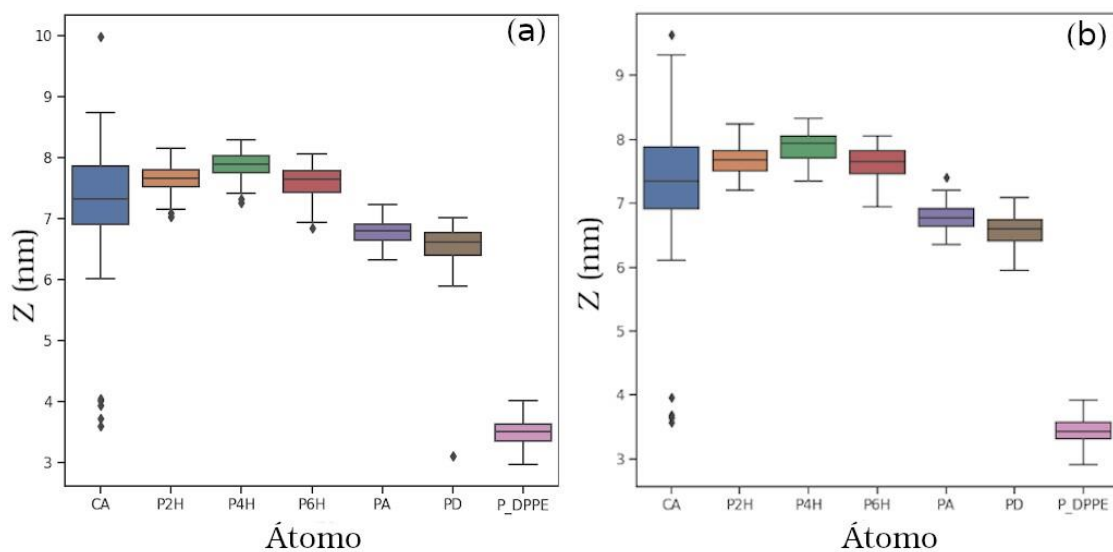 (a)
10
9
8
7
6
5
4
3
Z (nm)
CA P2H P4H P6H PA PD P_DPPE
Átomo
(b)
9
8
7
6
5
4
3
Z (nm)
CA P2H P4H P6H PA PD P_DPPE
Átomo